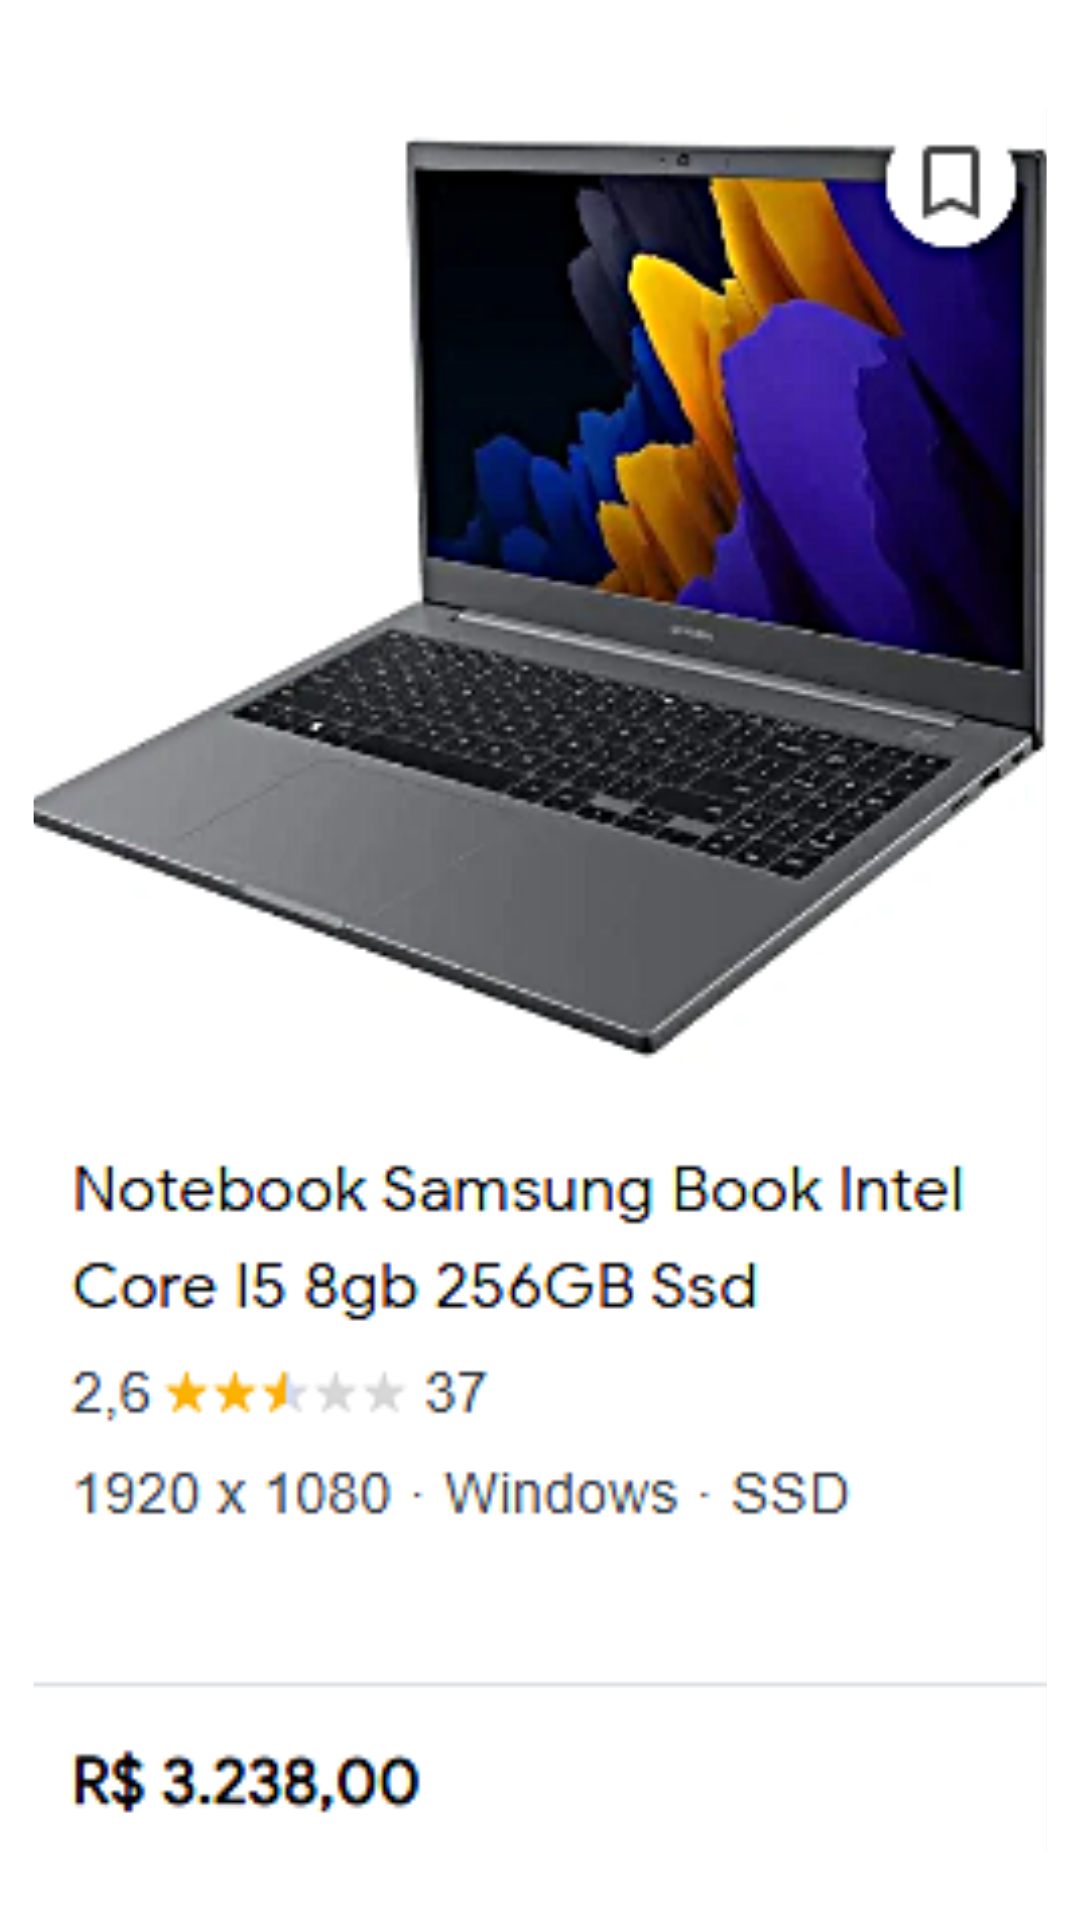 Notebook Samsung Book Intel
Core I5 8gb 256GB Ssd
2,6 37
1920 x 1080 · Windows · SSD
R$ 3.238,00